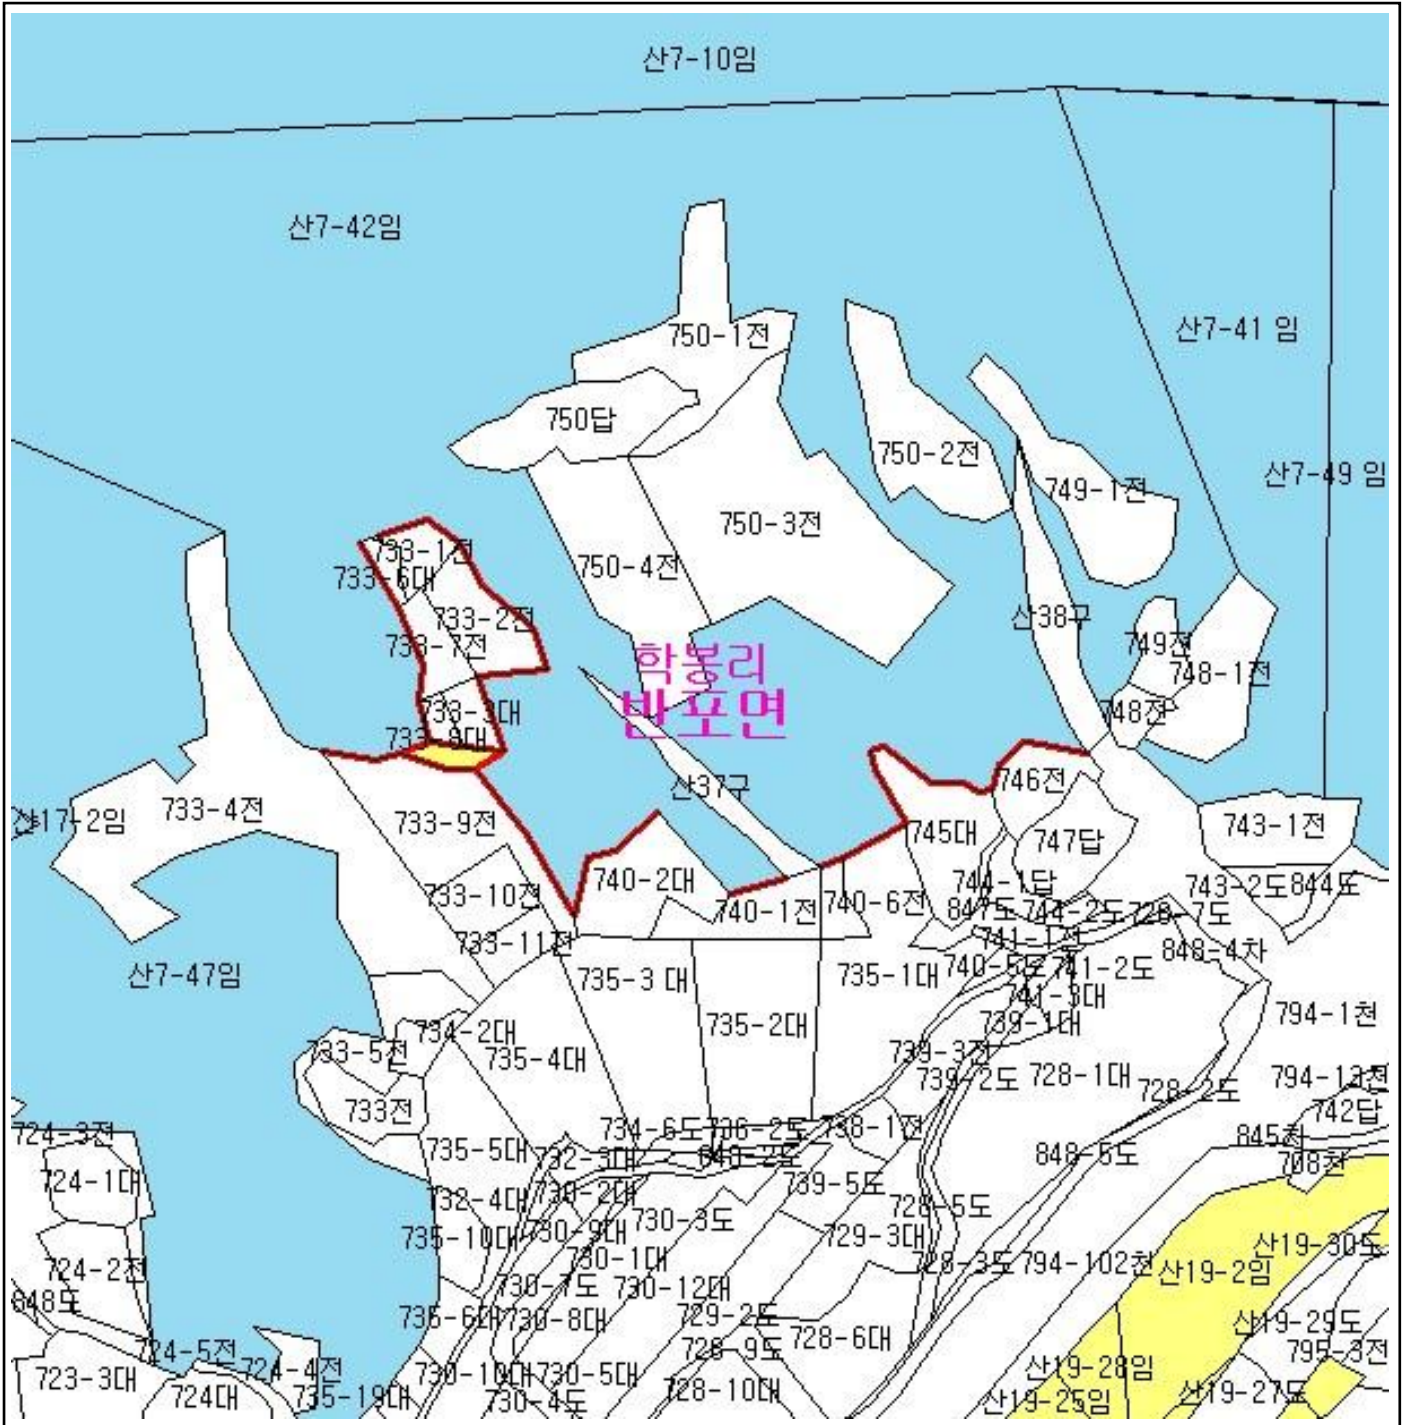 산7-10임
산7-42임
산7-41 임
750-1전
750답
750-2전
산7-49 임
749-1전
750-3전
733-1전
750-4전
733-6대
산38구
733-2전
733-7전
749전
학봉리
748-1전
반포면
733-3대
748전
733-8대
산37구
746전
733-4전
산17-2임
733-9전
745대
747답
743-1전
740-2대
744-1답
743-2도
844도
733-10전
740-1전
740-6전
847도
744-2도
728-7도
733-11전
741-1전
848-4차
산7-47임
735-3 대
735-1대
740-5도
741-2도
741-3대
794-1천
734-2대
735-2대
739-1대
733-5전
735-4대
739-3전
739-2도
728-1대
728-2도
794-13천
733전
742답
724-3전
734-6도
736-2도
738-1전
845차
735-5대
732-3대
848-5도
708천
724-1대
732-4대
730-2대
739-5도
728-5도
730-3도
735-10대
730-9대
729-3대
산19-30도
724-2전
730-1대
728-3도
794-102천
산19-2임
730-7도
730-12대
848도
735-6대
730-8대
729-2도
산19-29도
724-5전
728-9도
728-6대
795-3전
724-4전
산19-28임
723-3대
724대
735-19대
730-10대
730-5대
728-10대
산19-27도
730-4도
산19-25임